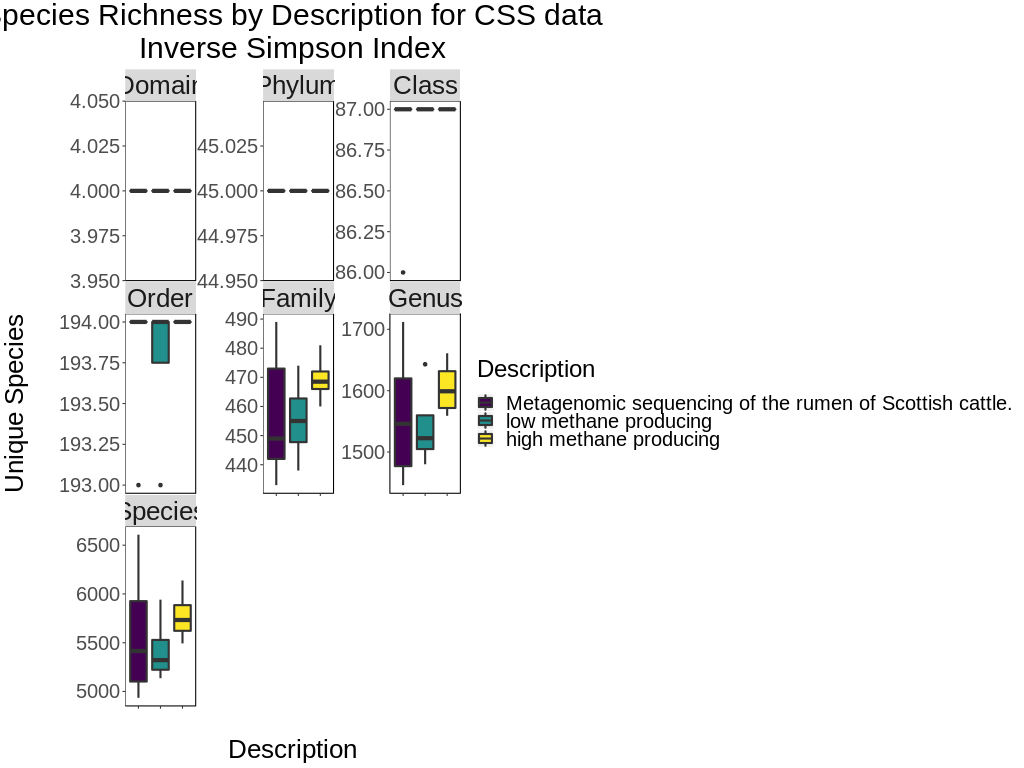 Species Richness by Description for CSS data
Inverse Simpson Index
Domain Phylum Class
4.050
4.025
4.000
3.975
3.950
45.025
45.000
44.975
44.950
87.00
86.75
86.50
86.25
86.00
Order Family Genus
194.00
193.75
193.50
193.25
193.00
490
480
470
460
450
440
1700
1600
1500
Species
6500
6000
5500
5000
Unique Species
Description
Description
Metagenomic sequencing of the rumen of Scottish cattle.
low methane producing
high methane producing